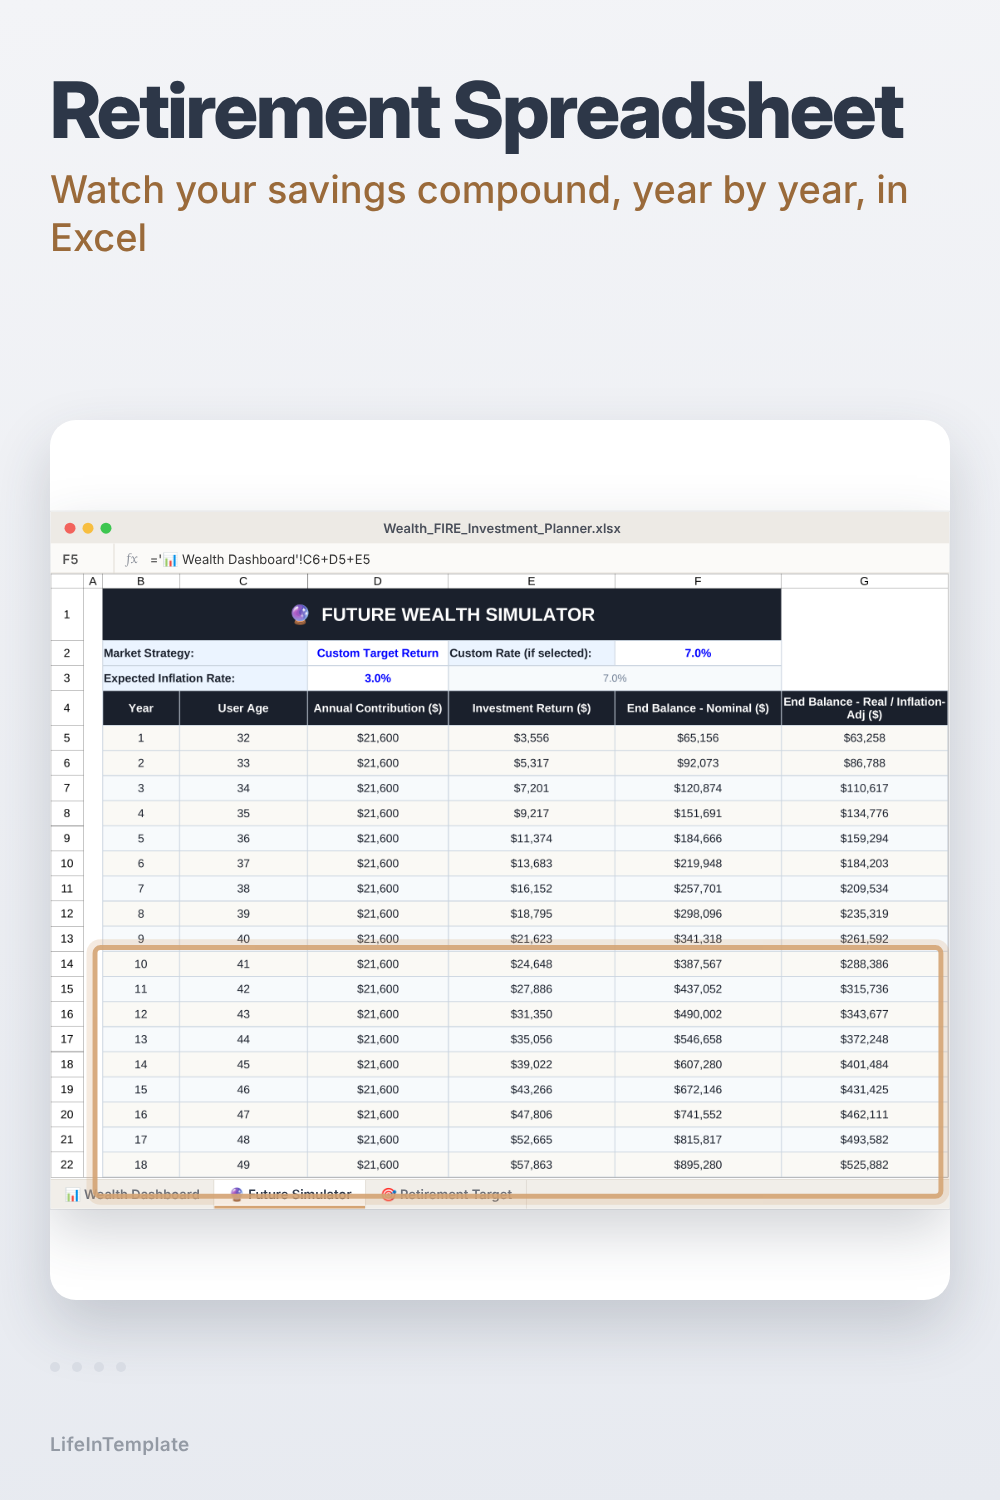 Retirement Spreadsheet
Watch your savings compound, year by year, in
Excel
Wealth_FIRE_Investment_Planner.xlsx
F5 fx ='📊 Wealth Dashboard'!C6+D5+E5
A B C D E F G
1 🔮 FUTURE WEALTH SIMULATOR
2 Market Strategy: Custom Target Return Custom Rate (if selected): 7.0%
3 Expected Inflation Rate: 3.0% 7.0%
4 Year User Age Annual Contribution ($) Investment Return ($) End Balance - Nominal ($) End Balance - Real / Inflation-
Adj ($)
5 1 32 $21,600 $3,556 $65,156 $63,258
6 2 33 $21,600 $5,317 $92,073 $86,788
7 3 34 $21,600 $7,201 $120,874 $110,617
8 4 35 $21,600 $9,217 $151,691 $134,776
9 5 36 $21,600 $11,374 $184,666 $159,294
10 6 37 $21,600 $13,683 $219,948 $184,203
11 7 38 $21,600 $16,152 $257,701 $209,534
12 8 39 $21,600 $18,795 $298,096 $235,319
13 9 40 $21,600 $21,623 $341,318 $261,592
14 10 41 $21,600 $24,648 $387,567 $288,386
15 11 42 $21,600 $27,886 $437,052 $315,736
16 12 43 $21,600 $31,350 $490,002 $343,677
17 13 44 $21,600 $35,056 $546,658 $372,248
18 14 45 $21,600 $39,022 $607,280 $401,484
19 15 46 $21,600 $43,266 $672,146 $431,425
20 16 47 $21,600 $47,806 $741,552 $462,111
21 17 48 $21,600 $52,665 $815,817 $493,582
22 18 49 $21,600 $57,863 $895,280 $525,882
📊 Wealth Dashboard 🔮 Future Simulator 🎯 Retirement Target
LifeInTemplate